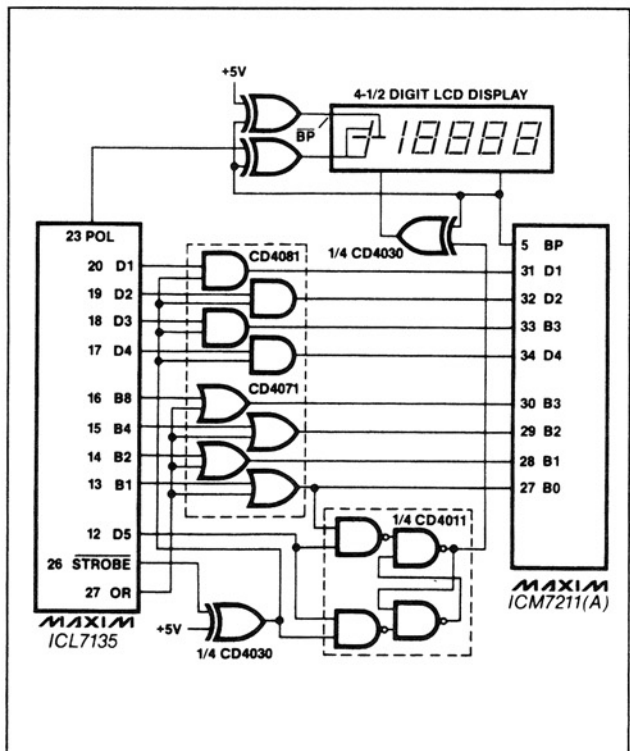 +5V
4-1/2 DIGIT LCD DISPLAY
BP
-18888
23 POL
1/4 CD4030
5 BP
20 D1
CD4081
31 D1
19 D2
32 D2
18 D3
33 B3
17 D4
34 D4
CD4071
16 B8
30 B3
15 B4
29 B2
14 B2
28 B1
13 B1
27 B0
1/4 CD4011
12 D5
26 STROBE
27 OR
MAXIM
ICL7135
+5V
1/4 CD4030
MAXIM
ICM7211(A)